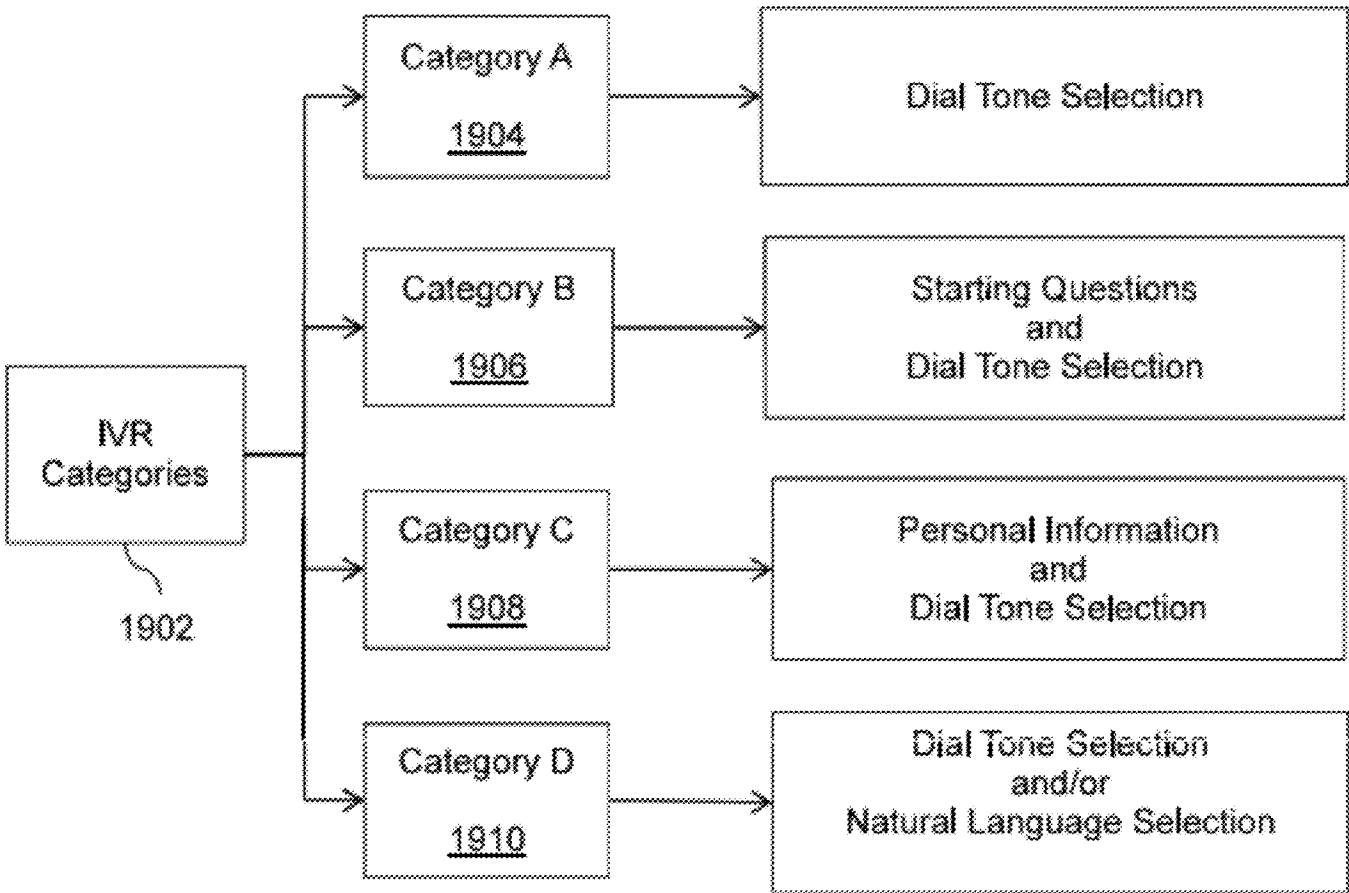 Category A
1904
Dial Tone Selection
Category B
1906
Starting Questions
and
Dial Tone Selection
IVR
Categories
1902
Category C
1908
Personal Information
and
Dial Tone Selection
Category D
1910
Dial Tone Selection
and/or
Natural Language Selection